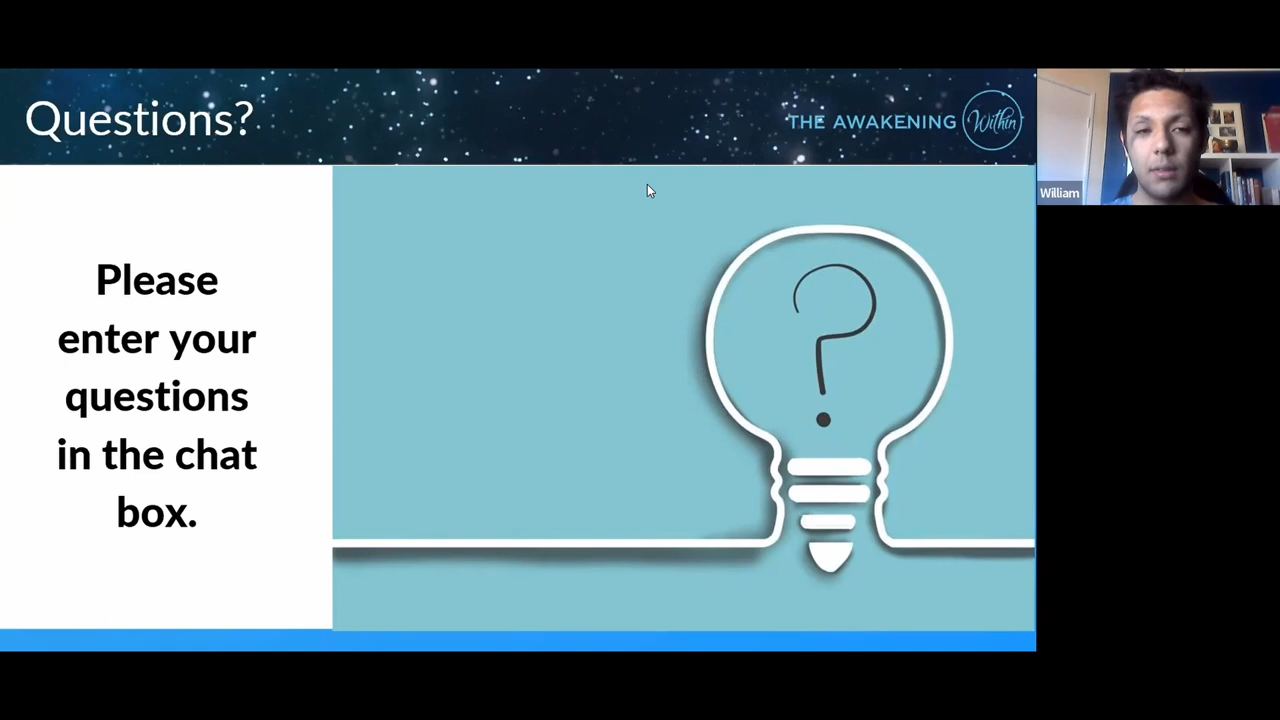 Questions?
THE AWAKENING Within
William
Please
enter your
questions
in the chat
box.
?